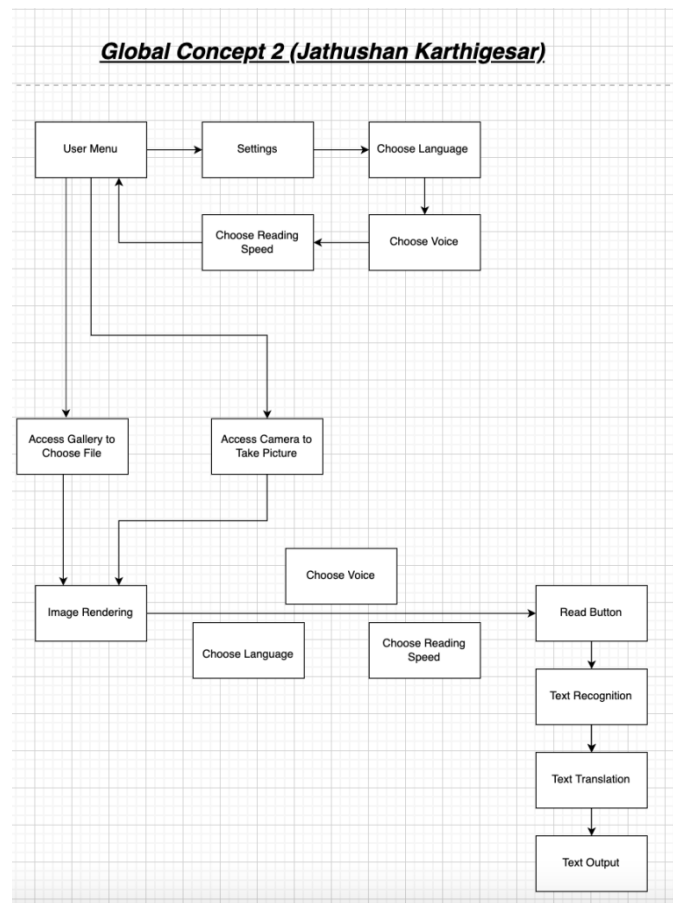 Global Concept 2 (Jathushan Karthigesar)
User Menu
Settings
Choose Language
Choose Reading
Speed
Choose Voice
Access Gallery to
Choose File
Access Camera to
Take Picture
Choose Voice
Image Rendering
Read Button
Choose Language
Choose Reading
Speed
Text Recognition
Text Translation
Text Output